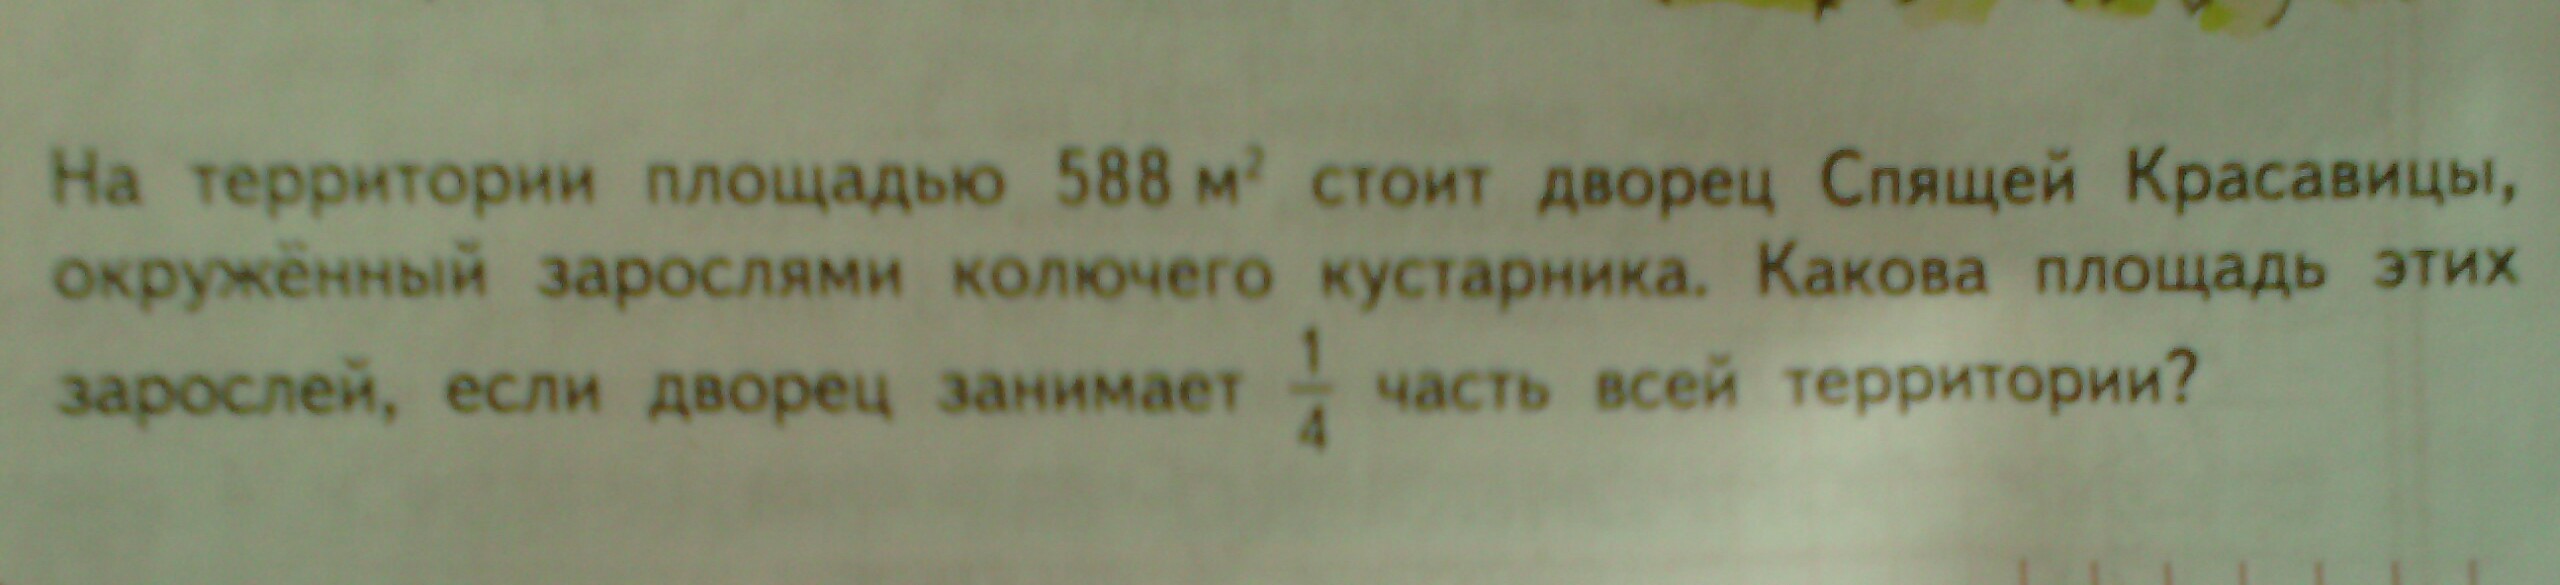 На территории площадью 588 м² стоит дворец Спящей Красавицы,
окружённый зарослями колючего кустарника. Какова площадь этих
зарослей, если дворец занимает 1/4 часть всей территории?